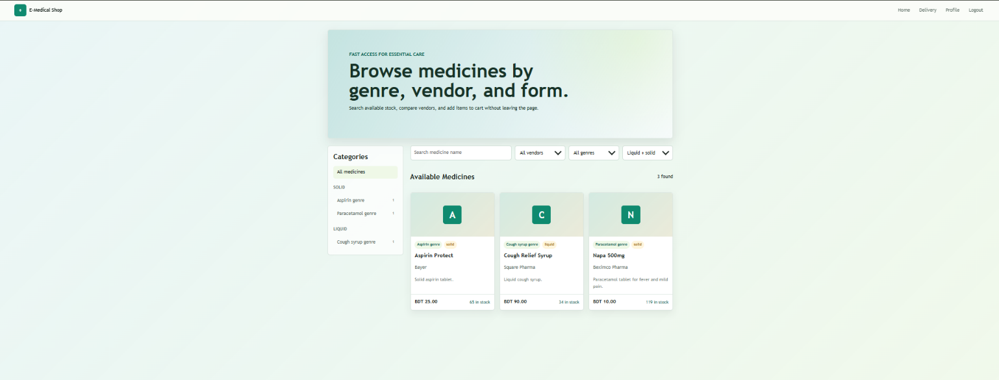 + E-Medical Shop
Home Delivery Profile Logout
FAST ACCESS FOR ESSENTIAL CARE
Browse medicines by
genre, vendor, and form.
Search available stock, compare vendors, and add items to cart without leaving the page.
Categories
All medicines
SOLID
Aspirin genre 1
Paracetamol genre 1
LIQUID
Cough syrup genre 1
Search medicine name All vendors All genres Liquid + solid
Available Medicines 3 found
A
Aspirin genre solid
Aspirin Protect
Bayer
Solid aspirin tablet.
BDT 25.00 65 in stock
C
Cough syrup genre liquid
Cough Relief Syrup
Square Pharma
Liquid cough syrup.
BDT 90.00 34 in stock
N
Paracetamol genre solid
Napa 500mg
Beximco Pharma
Paracetamol tablet for fever and mild
pain.
BDT 10.00 119 in stock